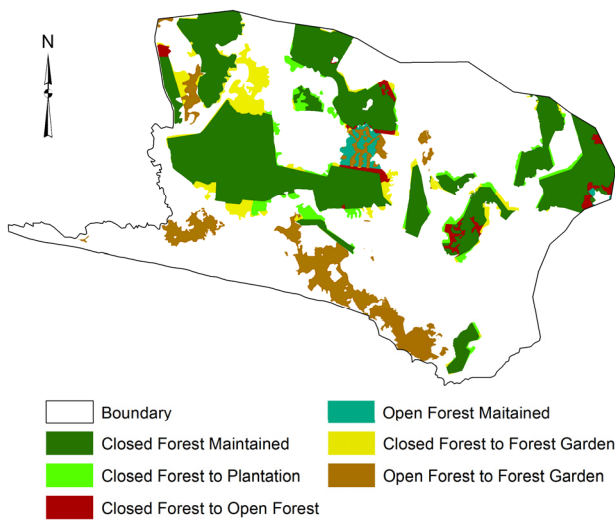 N
Boundary
Closed Forest Maintained
Closed Forest to Plantation
Closed Forest to Open Forest
Open Forest Maitained
Closed Forest to Forest Garden
Open Forest to Forest Garden